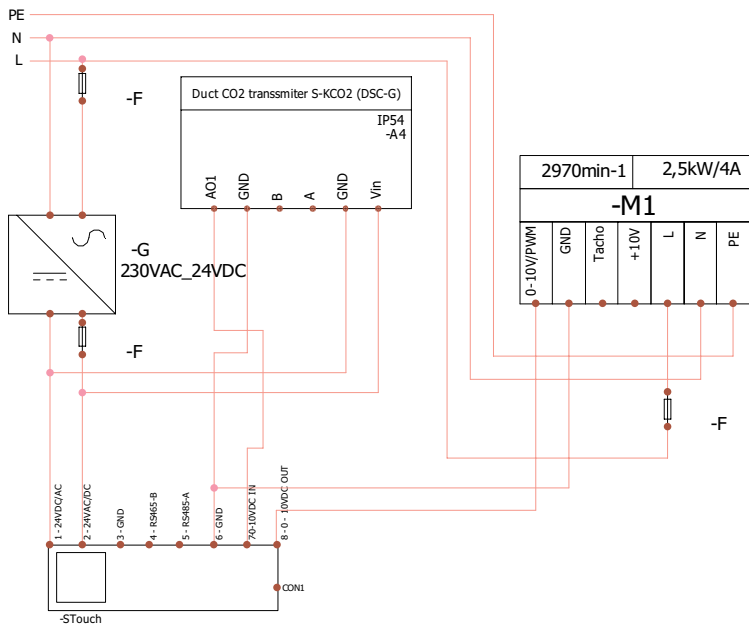 PE
N
L
-F
Duct CO2 transsmiter S-KCO2 (DSC-G)
IP54
-A4
AO1
GND
B
A
GND
Vin
2970min-1
2,5kW/4A
-M1
0-10V/PWM
GND
Tacho
+10V
L
N
PE
-G
230VAC_24VDC
-F
-F
1 - 24VDC/AC
2 - 24VAC/DC
3 - GND
4 - RS465-B
5 - RS485-A
6 - GND
7-0-10VDC IN
8 - 0 - 10VDC OUT
CON1
-STouch